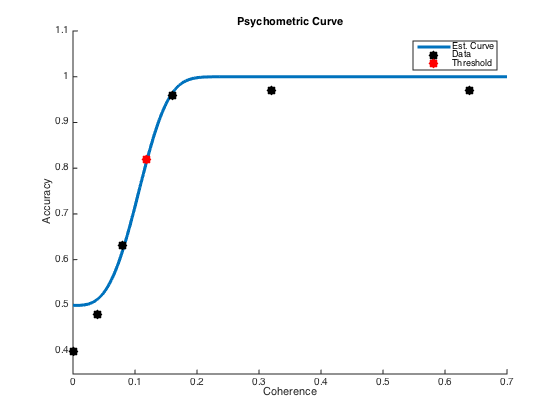 Psychometric Curve
1.1
1
0.9
0.8
0.7
0.6
0.5
0.4
Accuracy
Est. Curve
Data
Threshold
0 0.1 0.2 0.3 0.4 0.5 0.6 0.7
Coherence